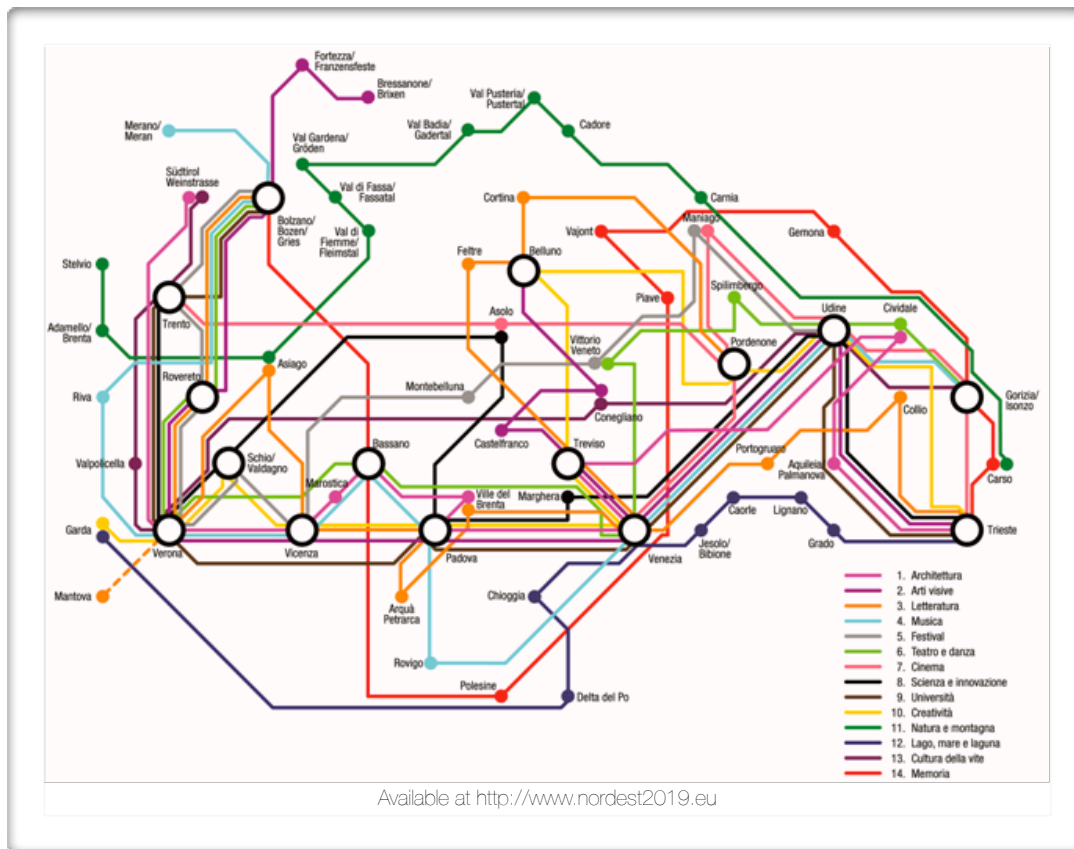 Fortezza/
Franzensfeste
Bressanone/
Brixen
Val Pusteria/
Pustertal
Merano/
Meran
Val Badia/
Gadertal
Cadore
Val Gardena/
Gröden
Südtirol
Weinstrasse
Val di Fassa/
Fassatal
Cortina
Carnia
Bolzano/
Bozen/
Gries
Val di
Fiemme/
Fleimstal
Maniago
Vajont
Gemona
Stelvio
Feltre
Belluno
Spilimbergo
Piave
Udine
Cividale
Trento
Asolo
Adamello/
Brenta
Vittorio
Veneto
Pordenone
Asiago
Rovereto
Montebelluna
Riva
Gorizia/
Isonzo
Conegliano
Collio
Castelfranco
Bassano
Treviso
Schio/
Valdagno
Portogruaro
Valpolicella
Aquileia/
Palmanova
Carso
Marostica
Marghera
Ville del
Brenta
Garda
Caorle
Lignano
Verona
Vicenza
Padova
Venezia
Jesolo/
Bibione
Grado
Trieste
Mantova
Arquà
Petrarca
Chioggia
Rovigo
Polesine
Delta del Po
1. Architettura
2. Arti visive
3. Letteratura
4. Musica
5. Festival
6. Teatro e danza
7. Cinema
8. Scienza e innovazione
9. Università
10. Creatività
11. Natura e montagna
12. Lago, mare e laguna
13. Cultura della vite
14. Memoria
Available at http://www.nordest2019.eu